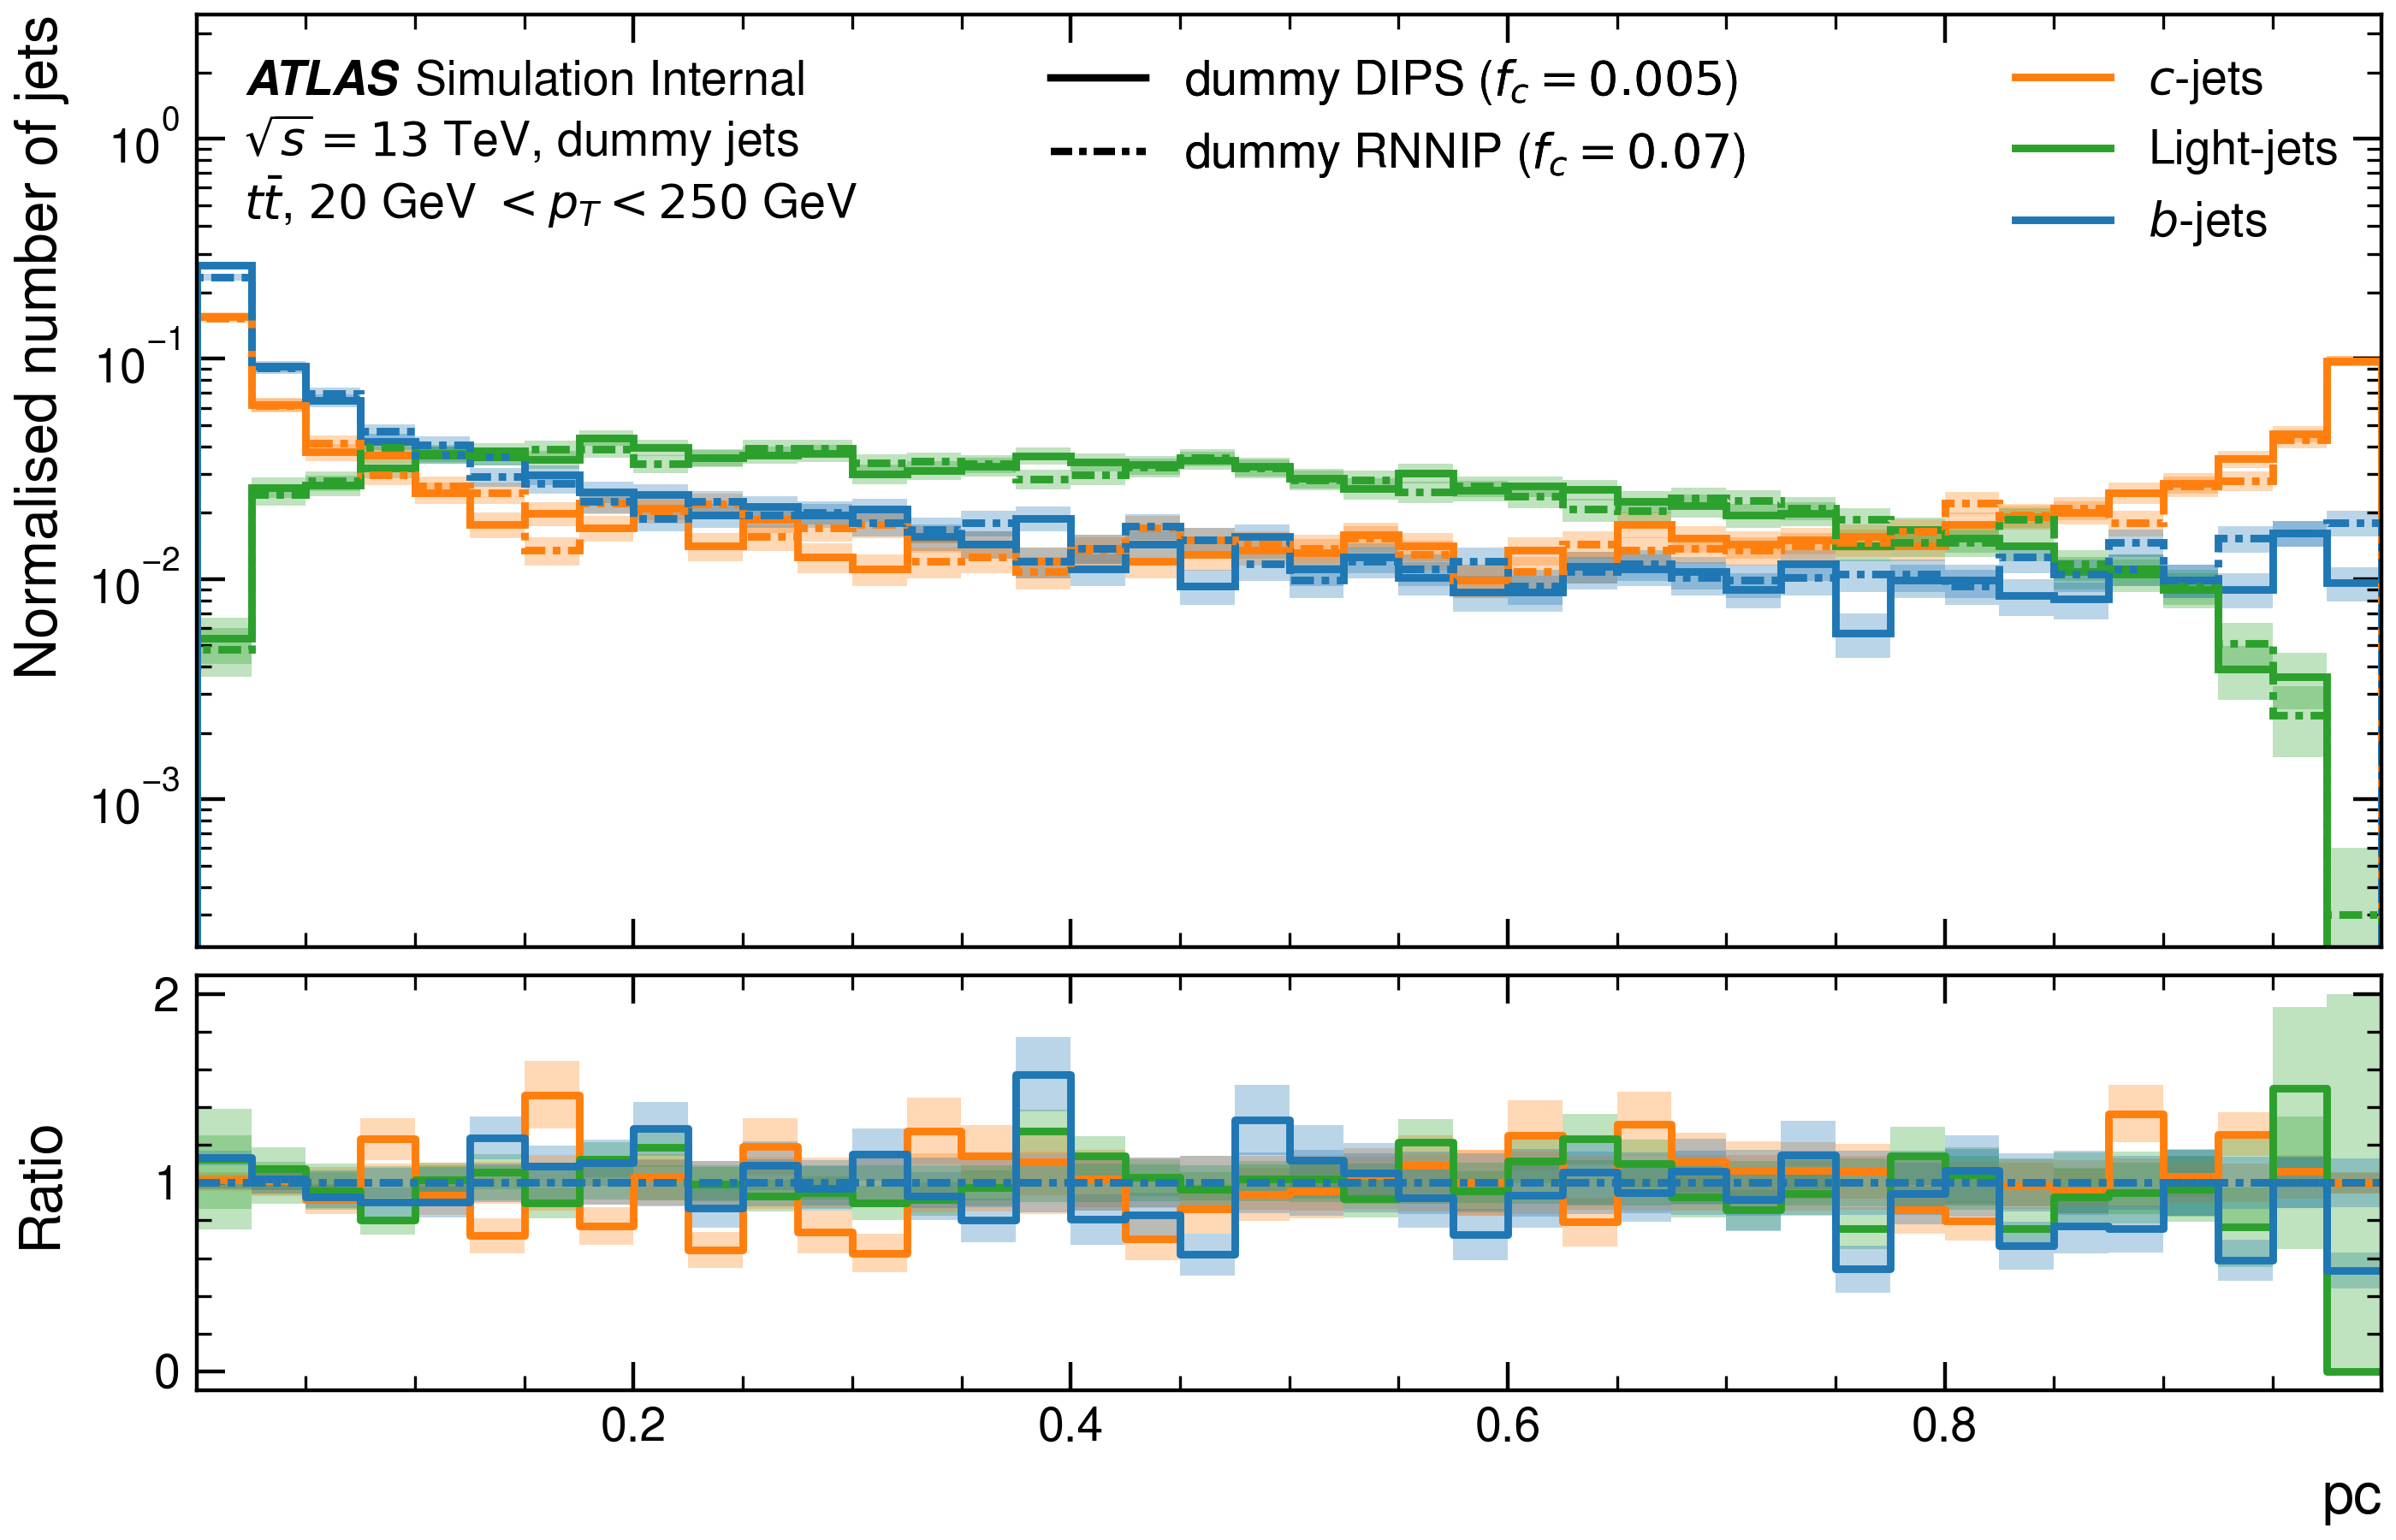 Normalised number of jets
ATLAS Simulation Internal
√s = 13 TeV, dummy jets
tt̄, 20 GeV < p_T < 250 GeV
dummy DIPS (f_c = 0.005)
dummy RNNIP (f_c = 0.07)
c-jets
Light-jets
b-jets
10^0
10^−1
10^−2
10^−3
Ratio
2
1
0
0.2 0.4 0.6 0.8
pc